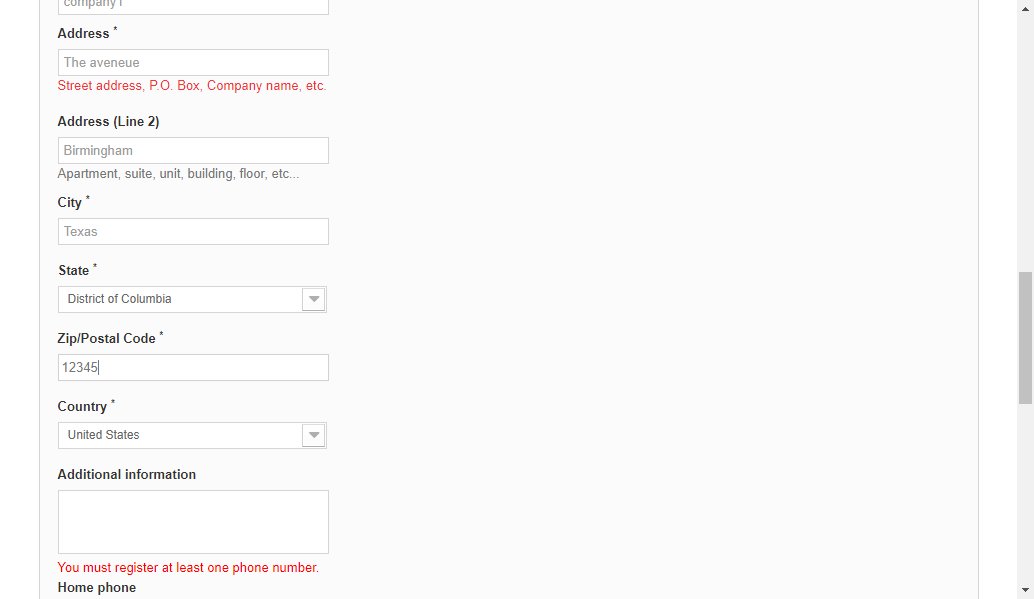 company1
Address *
The aveneue
Street address, P.O. Box, Company name, etc.
Address (Line 2)
Birmingham
Apartment, suite, unit, building, floor, etc...
City *
Texas
State *
District of Columbia
Zip/Postal Code *
12345
Country *
United States
Additional information
You must register at least one phone number.
Home phone